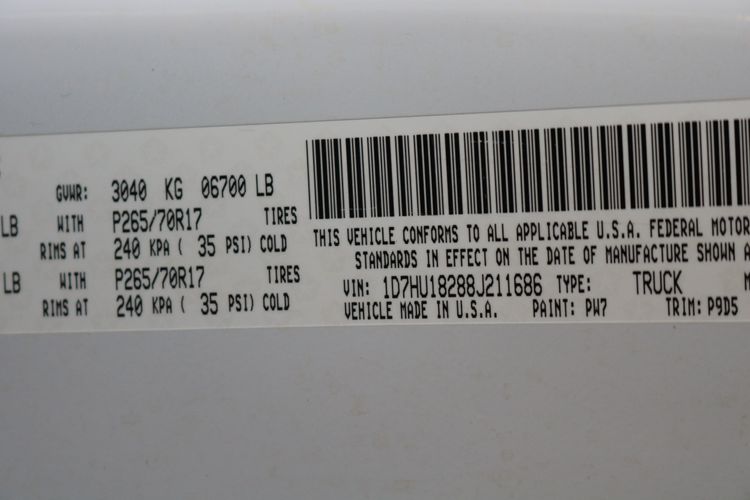 GVWR: 3040 KG 06700 LB
LB WITH P265/70R17 TIRES
RIMS AT 240 KPA ( 35 PSI) COLD
LB WITH P265/70R17 TIRES
RIMS AT 240 KPA ( 35 PSI) COLD
THIS VEHICLE CONFORMS TO ALL APPLICABLE U.S.A. FEDERAL MOTOR
STANDARDS IN EFFECT ON THE DATE OF MANUFACTURE SHOWN A
VIN: 1D7HU18288J211686 TYPE: TRUCK M
VEHICLE MADE IN U.S.A. PAINT: PW7 TRIM: P9D5